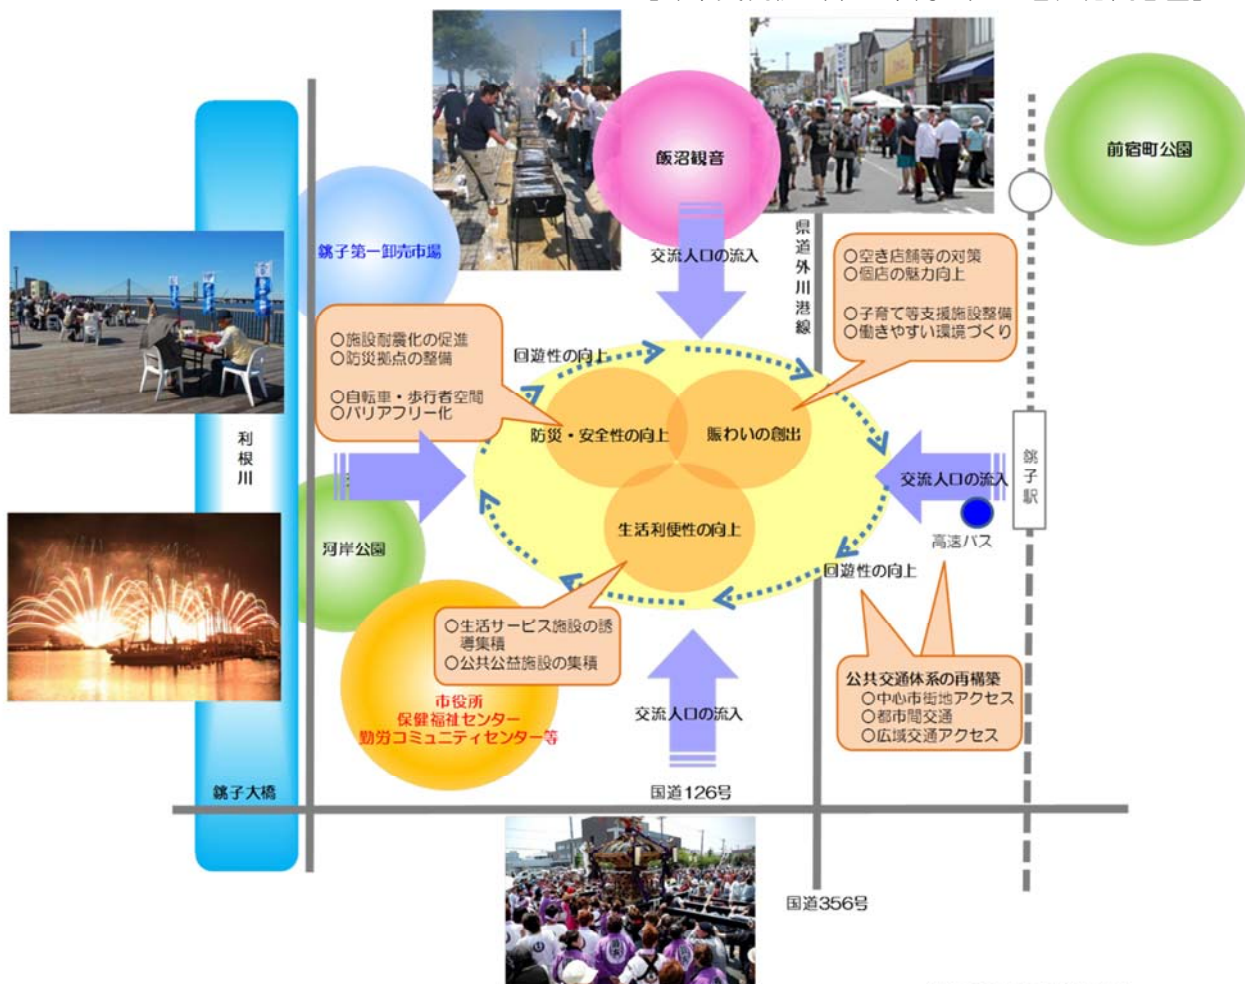 飯沼観音
前宿町公園
銚子第一卸売市場
交流人口の流入
県道外川港線
○空き店舗等の対策
○個店の魅力向上
○子育て等支援施設整備
○働きやすい環境づくり
○施設耐震化の促進
○防災拠点の整備
○自転車・歩行者空間
○バリアフリー化
回遊性の向上
利根川
防災・安全性の向上
賑わいの創出
交流人口の流入
銚子駅
生活利便性の向上
高速バス
河岸公園
回遊性の向上
○生活サービス施設の誘
導集積
○公共公益施設の集積
公共交通体系の再構築
○中心市街地アクセス
○都市間交通
○広域交通アクセス
市役所
保健福祉センター
勤労コミュニティセンター等
交流人口の流入
銚子大橋
国道126号
国道356号